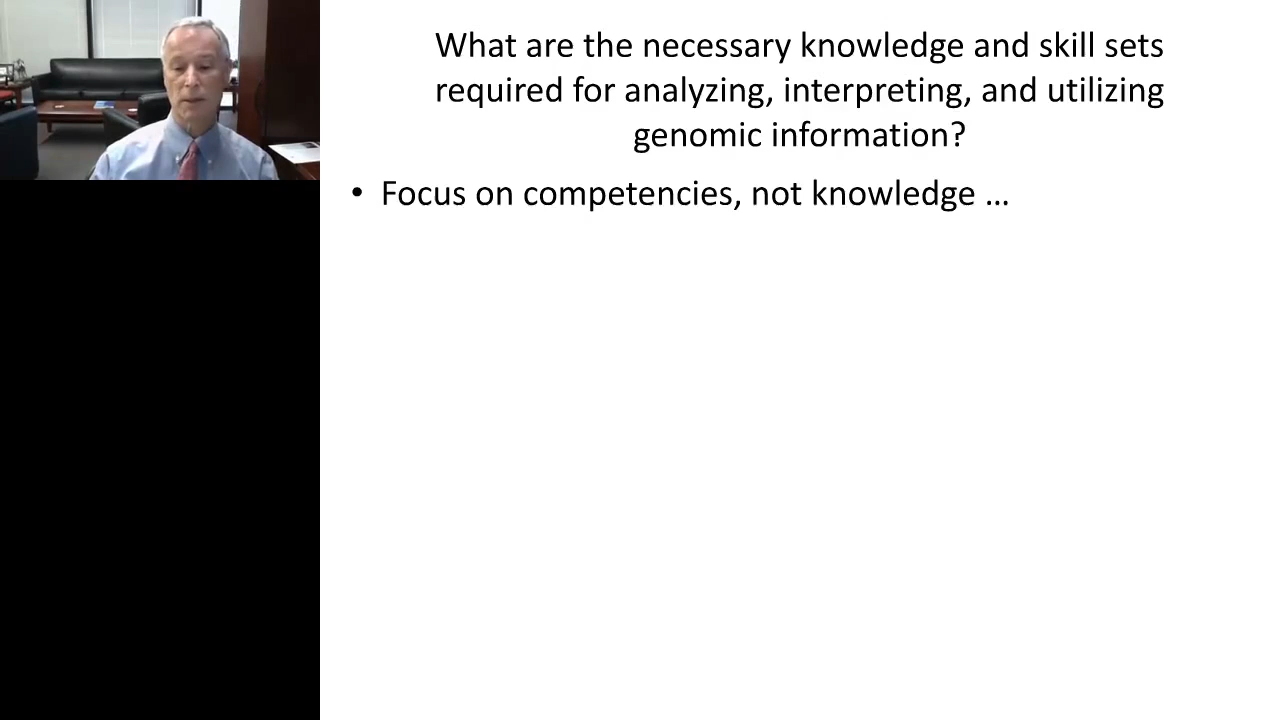 What are the necessary knowledge and skill sets
required for analyzing, interpreting, and utilizing
genomic information?
• Focus on competencies, not knowledge …